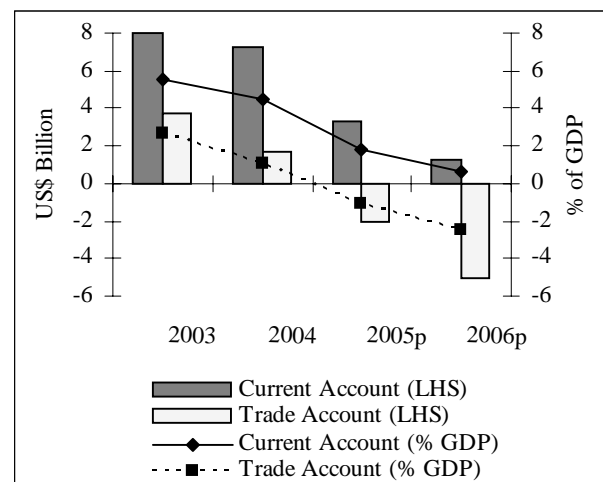 8 8
6 6
4 4
2 2
0 0
-2 -2
-4 -4
-6 -6
US$ Billion
% of GDP
2003 2004 2005p 2006p
Current Account (LHS)
Trade Account (LHS)
Current Account (% GDP)
Trade Account (% GDP)